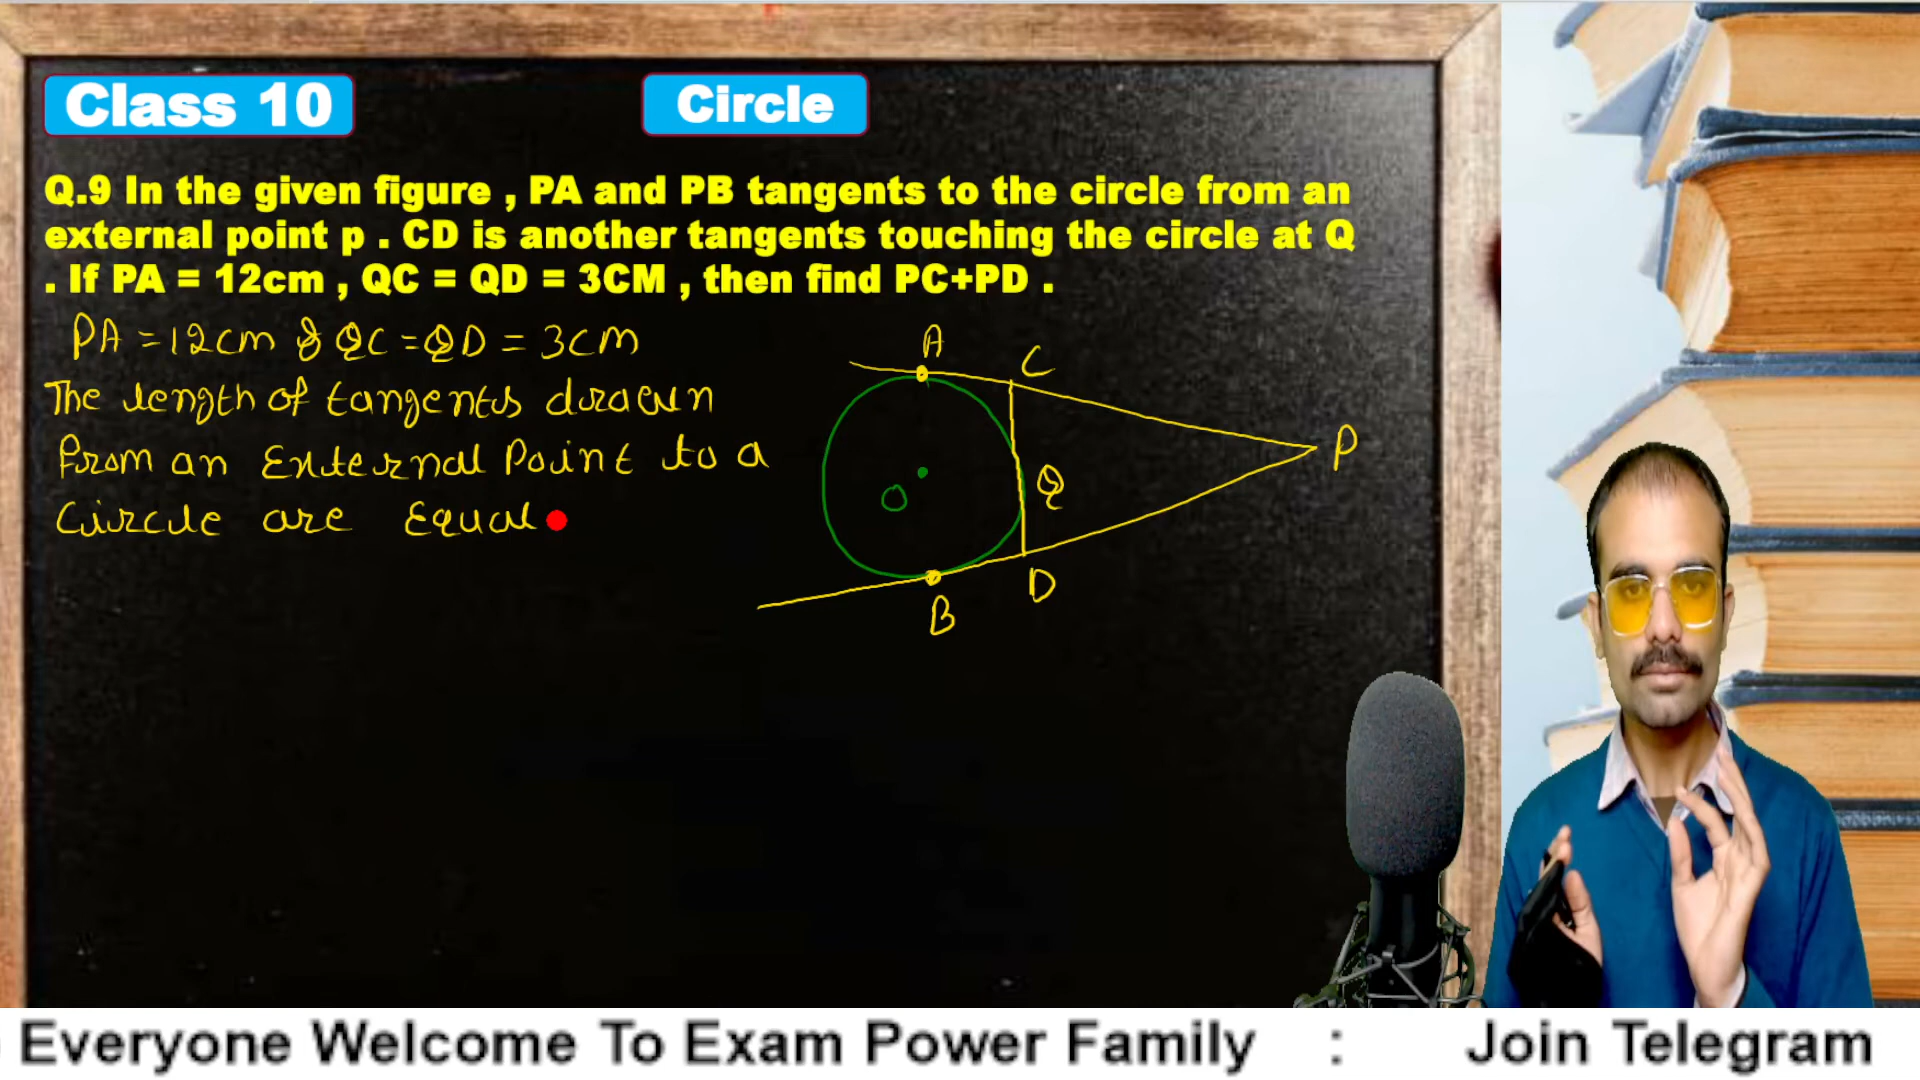 Class 10
Circle
Q.9 In the given figure , PA and PB tangents to the circle from an
external point p . CD is another tangents touching the circle at Q
. If PA = 12cm , QC = QD = 3CM , then find PC+PD .
PA = 12cm & QC = QD = 3cm
The length of tangents drawn
from an External Point to a
Circle are Equal
A
C
P
Q
O
D
B
Everyone Welcome To Exam Power Family : Join Telegram